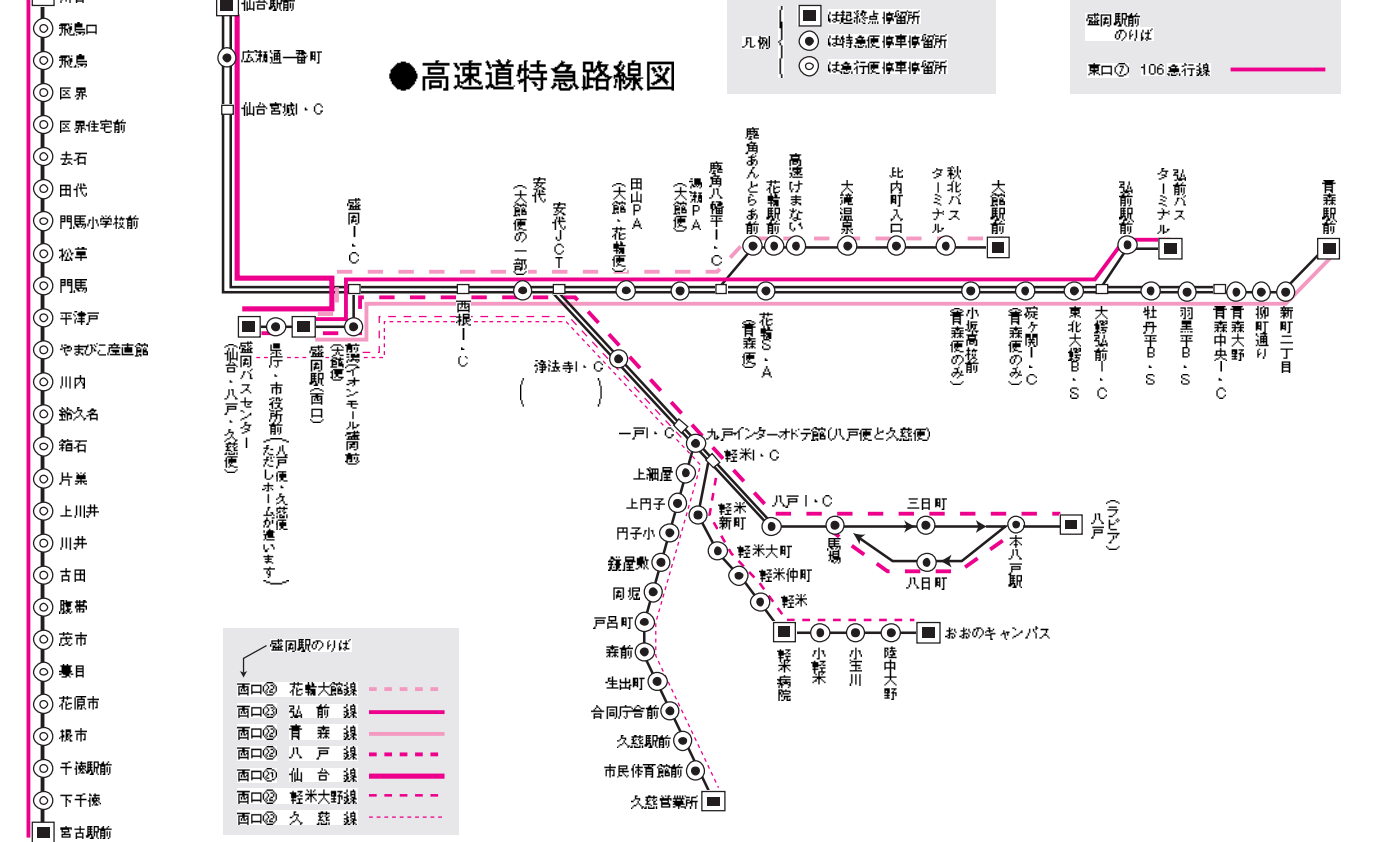 飛鳥口
飛鳥
区界
区界住宅前
去石
田代
門馬小学校前
松草
門馬
平津戸
やまびこ産直館
川内
鈴久名
箱石
片巣
上川井
川井
古田
腹帯
茂市
蟇目
花原市
根市
千徳駅前
下千徳
宮古駅前
仙台駅前
広瀬通一番町
仙台宮城I・C
●高速道特急路線図
凡例
は起終点停留所
は特急便停車停留所
は急行便停車停留所
盛岡駅前
のりば
東口⑦ 106急行線
盛岡I・C
西根I・C
安代
(大館便の一部)
安代JCT
田山PA
(大館・花輪便)
湯瀬PA
(大館便)
鹿角八幡平I・C
鹿角あんとらあ前
花輪駅前
高速けまない
大滝温泉
比内町入口
秋北バス
ターミナル
大館駅前
弘前駅前
弘前バス
ターミナル
青森駅前
花輪S・A
(青森便)
小坂高校前
(青森便のみ)
碇ヶ関I・C
(青森便のみ)
東北大鰐B・S
大鰐弘前I・C
牡丹平B・S
羽黒平B・S
青森中央I・C
青森大野
柳町通り
新町二丁目
盛岡バスセンター
(仙台・八戸・久慈便)
県庁・市役所前
(八戸便・久慈便
ただしホームが違います)
盛岡駅(西口)
(大館便)
前潟(イオンモール盛岡前)
浄法寺I・C
(　　　)
一戸I・C
九戸インターオドデ館(八戸便と久慈便)
軽米I・C
上細屋
上円子
円子小
鎌屋敷
岡堀
戸呂町
森前
生出町
合同庁舎前
久慈駅前
市民体育館前
久慈営業所
軽米
新町
軽米大町
軽米仲町
軽米
軽米病院
小軽米
小玉川
陸中大野
おおのキャンパス
八戸I・C
馬場
三日町
八日町
本八戸駅
八戸
(ラピア)
盛岡駅のりば
西口㉒ 花輪大館線
西口㉓ 弘前線
西口㉒ 青森線
西口㉒ 八戸線
西口㉑ 仙台線
西口㉒ 軽米大野線
西口㉒ 久慈線